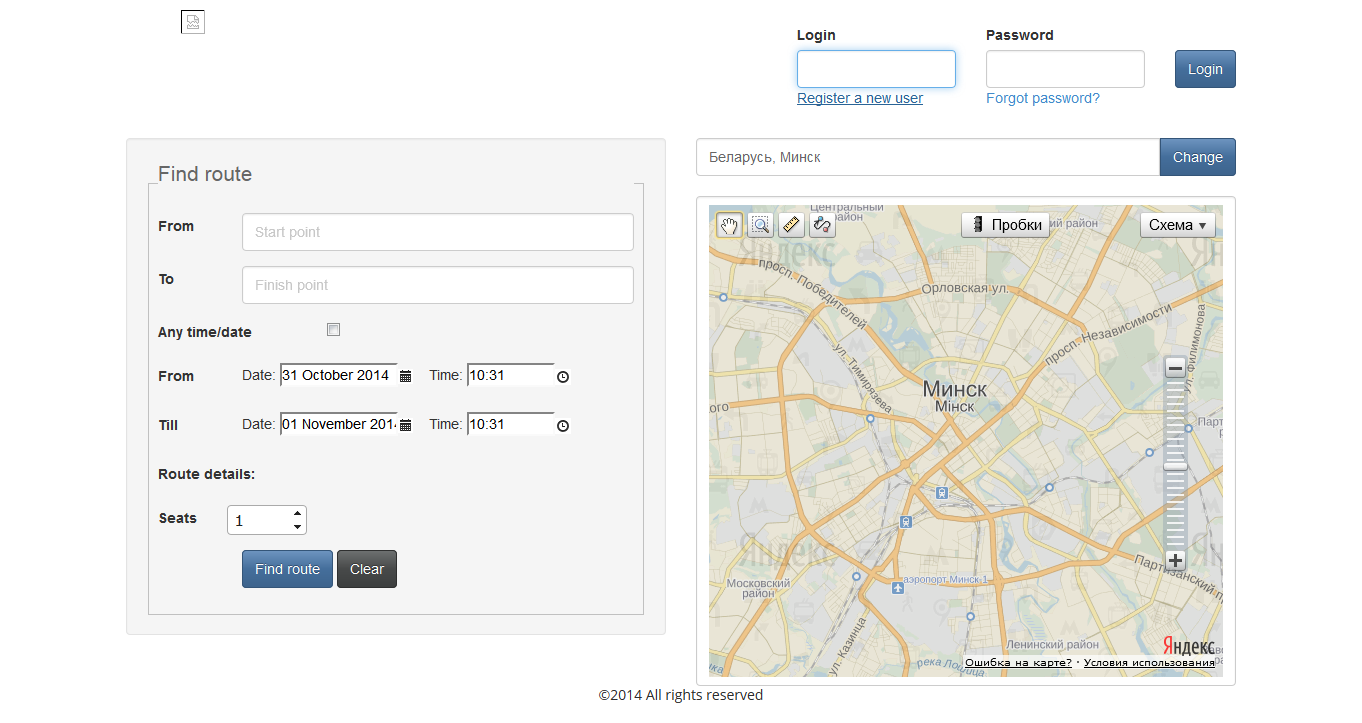 Login
Password
Login
Register a new user
Forgot password?
Find route
From
Start point
To
Finish point
Any time/date
From
Date: 31 October 2014
Time: 10:31
Till
Date: 01 November 201
Time: 10:31
Route details:
Seats
1
Find route
Clear
Беларусь, Минск
Change
Центральный
район
Пробки
ий район
Схема
Яндекс
просп. Победителей
Орловская ул.
просп. Независимости
ул. Филимонова
ул. Тимирязева
Минск
Мінск
ого
Парт
Яндекс
Партизанский п
аэропорт Минск-1
Московский
район
ул. Казинца
Ленинский район
река Лошица
Яндекс
Ошибка на карте? · Условия использования
©2014 All rights reserved